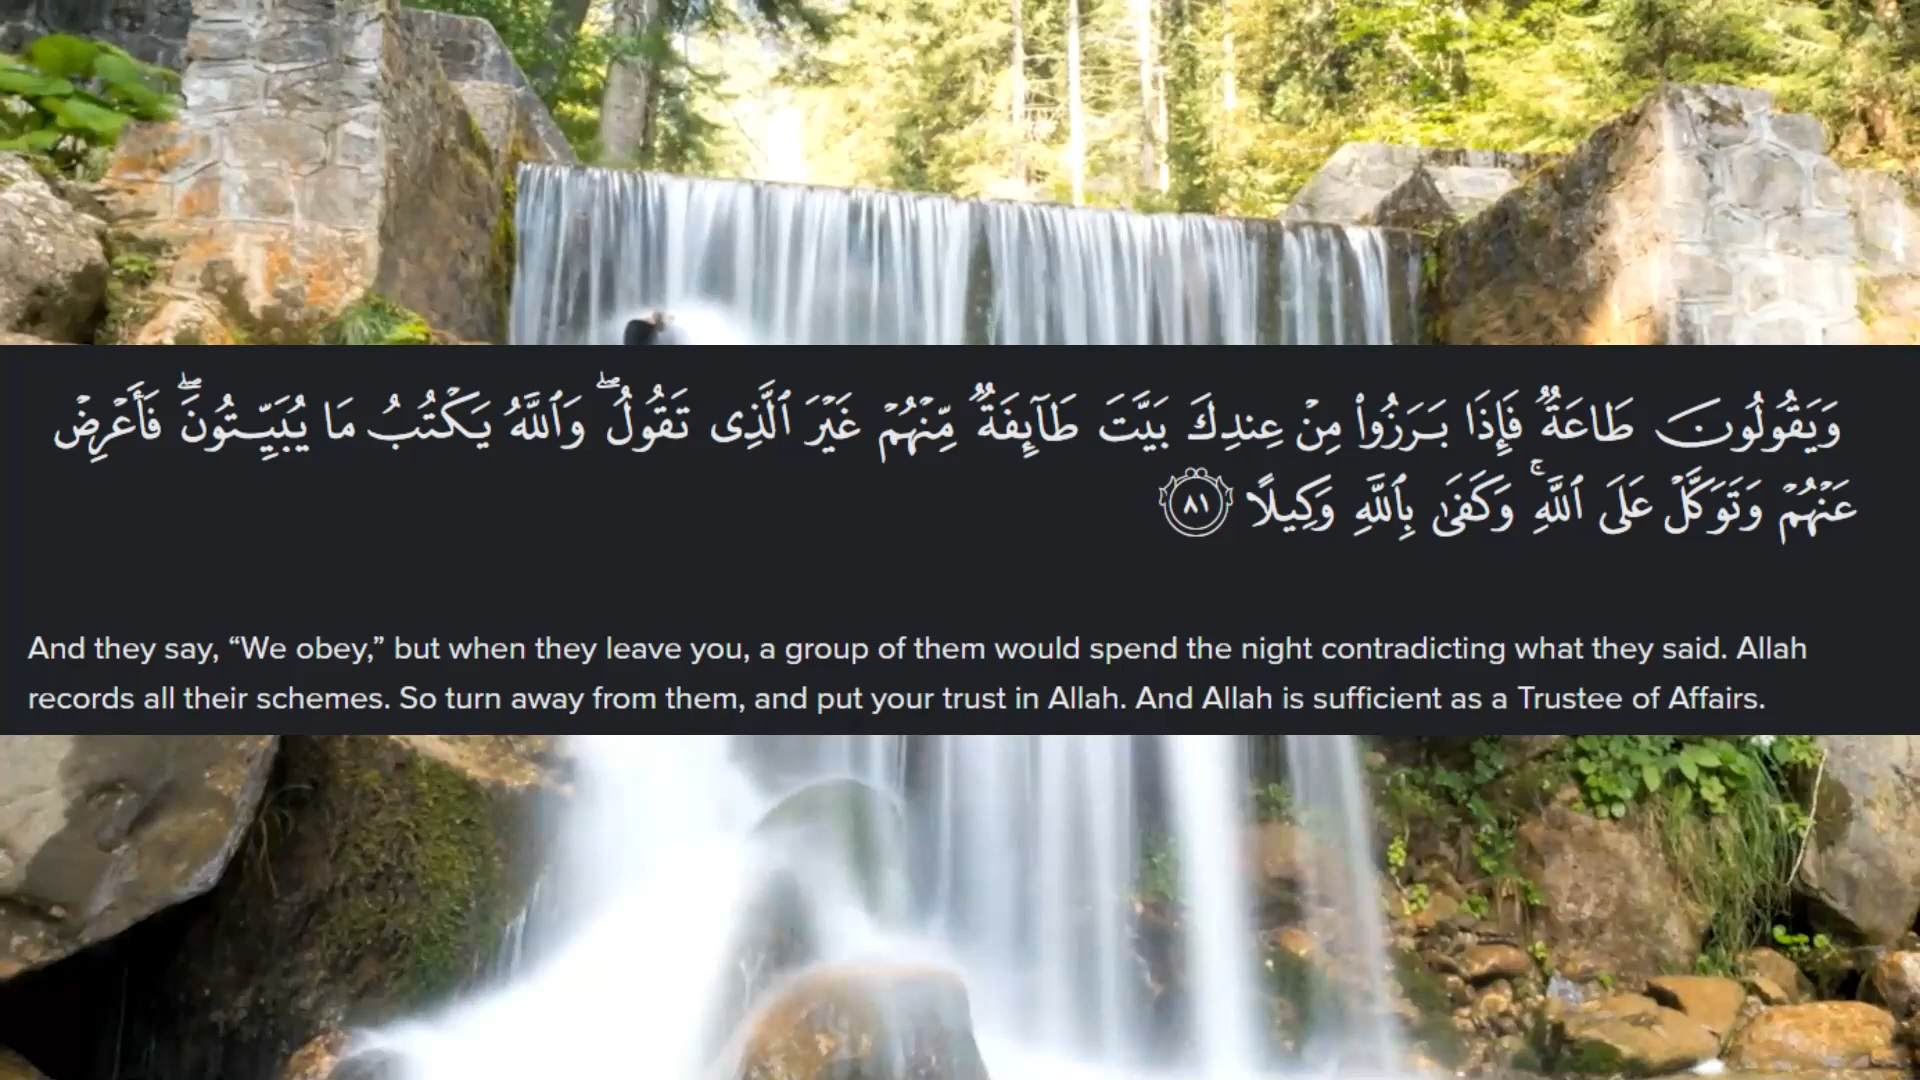 وَيَقُولُونَ طَاعَةٌ فَإِذَا بَرَزُوا۟ مِنْ عِندِكَ بَيَّتَ طَآئِفَةٌ مِّنْهُمْ غَيْرَ ٱلَّذِى تَقُولُ ۖ وَٱللَّهُ يَكْتُبُ مَا يُبَيِّتُونَ ۖ فَأَعْرِضْ
عَنْهُمْ وَتَوَكَّلْ عَلَى ٱللَّهِ ۚ وَكَفَىٰ بِٱللَّهِ وَكِيلًا ٨١
And they say, “We obey,” but when they leave you, a group of them would spend the night contradicting what they said. Allah
records all their schemes. So turn away from them, and put your trust in Allah. And Allah is sufficient as a Trustee of Affairs.